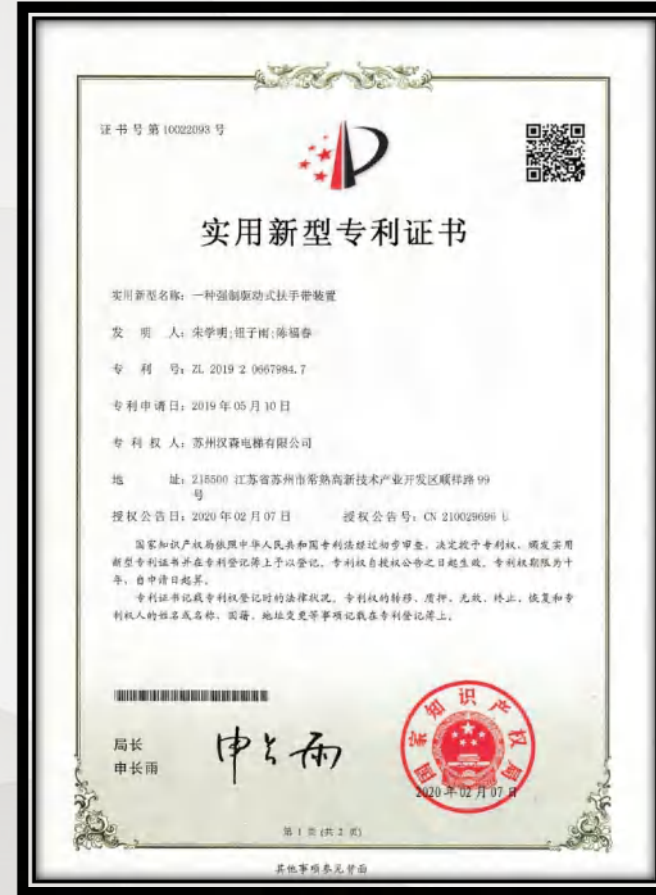 证书号第10022093号
实用新型专利证书
实用新型名称：一种强制驱动式扶手带装置
发 明 人：朱学明;钮子雨;陈福春
专 利 号：ZL 2019 2 0667984.7
专利申请日：2019年05月10日
专 利 权 人：苏州汉森电梯有限公司
地 址：215500 江苏省苏州市常熟高新技术产业开发区顺祥路99
号
授权公告日：2020年02月07日 授权公告号：CN 210029696 U
国家知识产权局依照中华人民共和国专利法经过初步审查，决定授予专利权，颁发实用
新型专利证书并在专利登记簿上予以登记。专利权自授权公告之日起生效。专利权期限为十
年，自申请日起算。
专利证书记载专利权登记时的法律状况。专利权的转移、质押、无效、终止、恢复和专
利权人的姓名或名称、国籍、地址变更等事项记载在专利登记簿上。
局长
申长雨
申长雨
国家知识产权局
2020年02月07日
第 1 页 (共 2 页)
其他事项参见背面